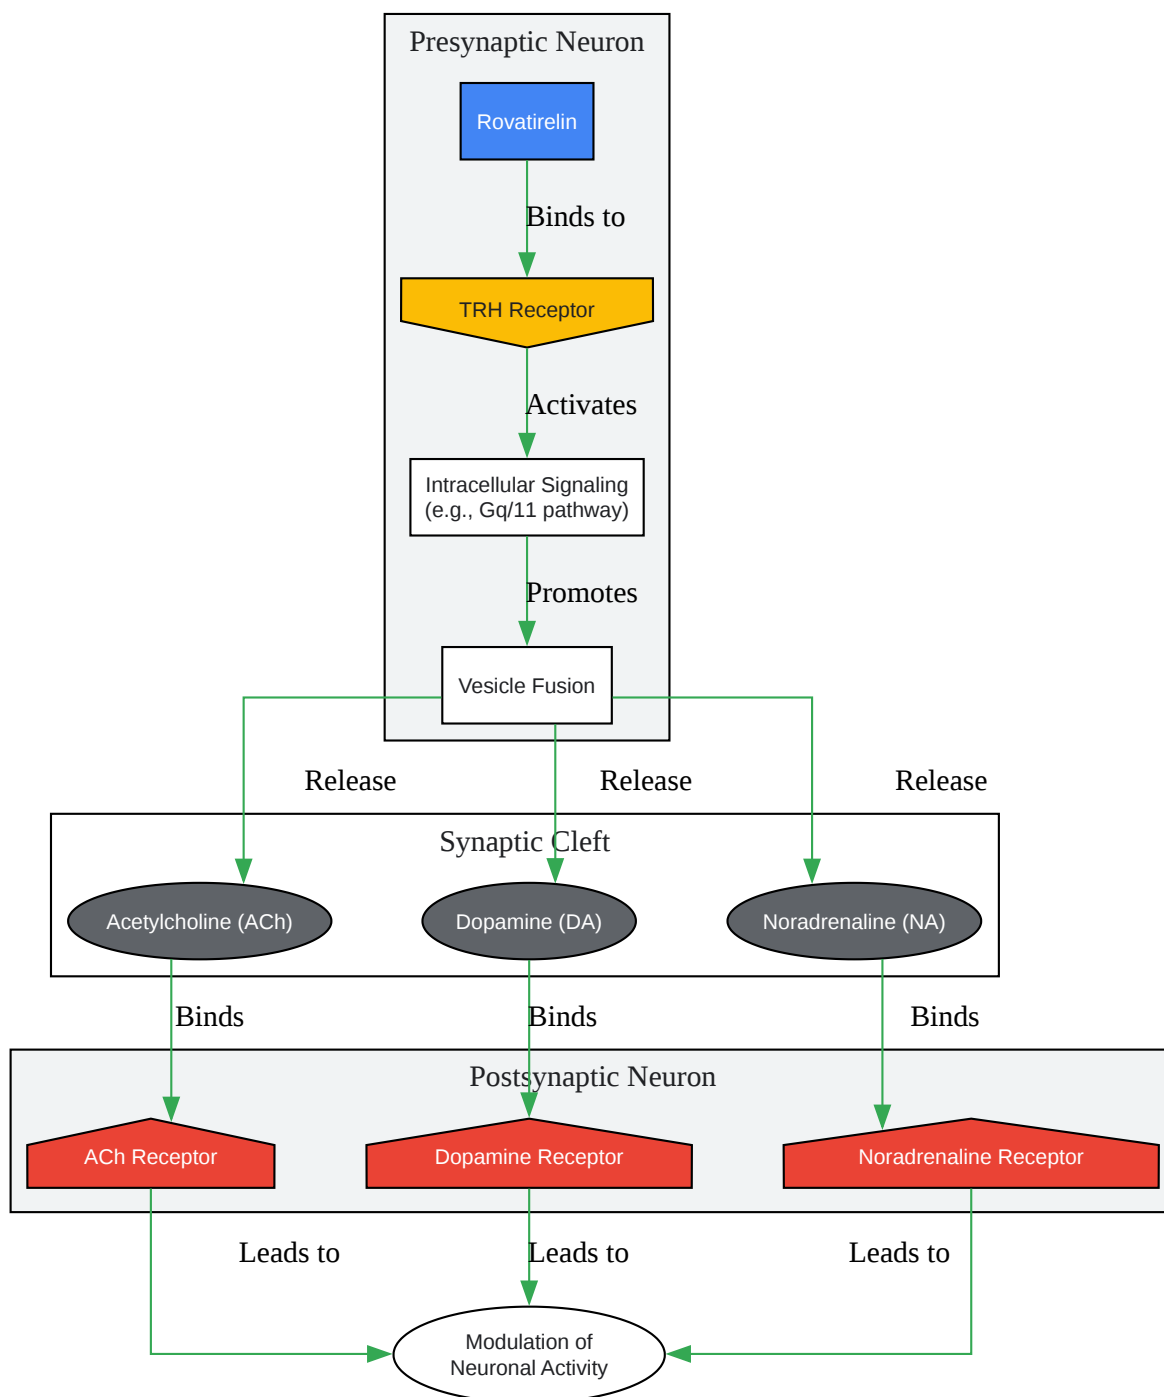 Presynaptic Neuron
Rovatirelin
Binds to
TRH Receptor
Activates
Intracellular Signaling
(e.g., Gq/11 pathway)
Promotes
Vesicle Fusion
Release
Release
Release
Synaptic Cleft
Acetylcholine (ACh)
Dopamine (DA)
Noradrenaline (NA)
Binds
Binds
Binds
Postsynaptic Neuron
ACh Receptor
Dopamine Receptor
Noradrenaline Receptor
Leads to
Leads to
Leads to
Modulation of
Neuronal Activity